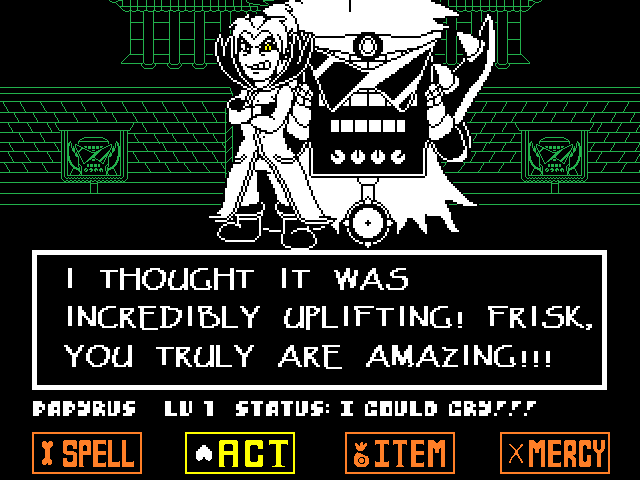 I THOUGHT IT WAS
INCREDIBLY UPLIFTING! FRISK,
YOU TRULY ARE AMAZING!!!
PAPYRUS LV 1 STATUS: I COULD CRY!!!
SPELL ACT ITEM MERCY